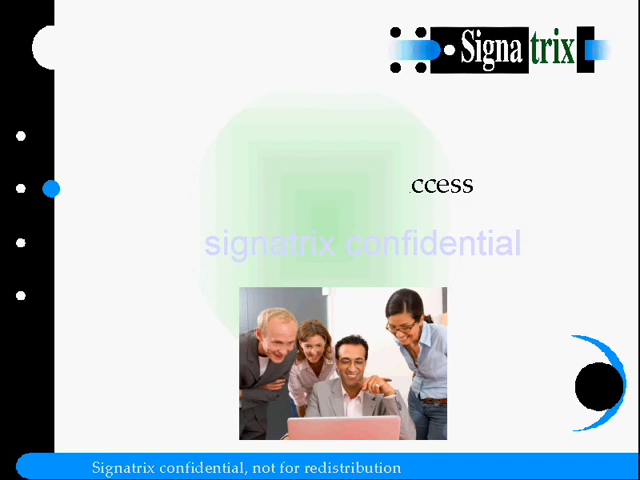 Signatrix
ccess
signatrix confidential
Signatrix confidential, not for redistribution